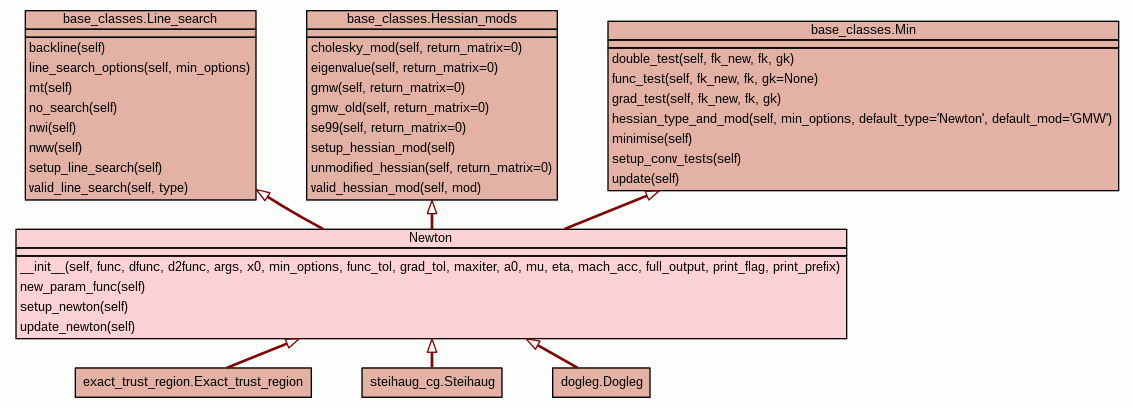 base_classes.Line_search
backline(self)
line_search_options(self, min_options)
mt(self)
no_search(self)
nwi(self)
nww(self)
setup_line_search(self)
valid_line_search(self, type)
base_classes.Hessian_mods
cholesky_mod(self, return_matrix=0)
eigenvalue(self, return_matrix=0)
gmw(self, return_matrix=0)
gmw_old(self, return_matrix=0)
se99(self, return_matrix=0)
setup_hessian_mod(self)
unmodified_hessian(self, return_matrix=0)
valid_hessian_mod(self, mod)
base_classes.Min
double_test(self, fk_new, fk, gk)
func_test(self, fk_new, fk, gk=None)
grad_test(self, fk_new, fk, gk)
hessian_type_and_mod(self, min_options, default_type='Newton', default_mod='GMW')
minimise(self)
setup_conv_tests(self)
update(self)
Newton
__init__(self, func, dfunc, d2func, args, x0, min_options, func_tol, grad_tol, maxiter, a0, mu, eta, mach_acc, full_output, print_flag, print_prefix)
new_param_func(self)
setup_newton(self)
update_newton(self)
exact_trust_region.Exact_trust_region
steihaug_cg.Steihaug
dogleg.Dogleg